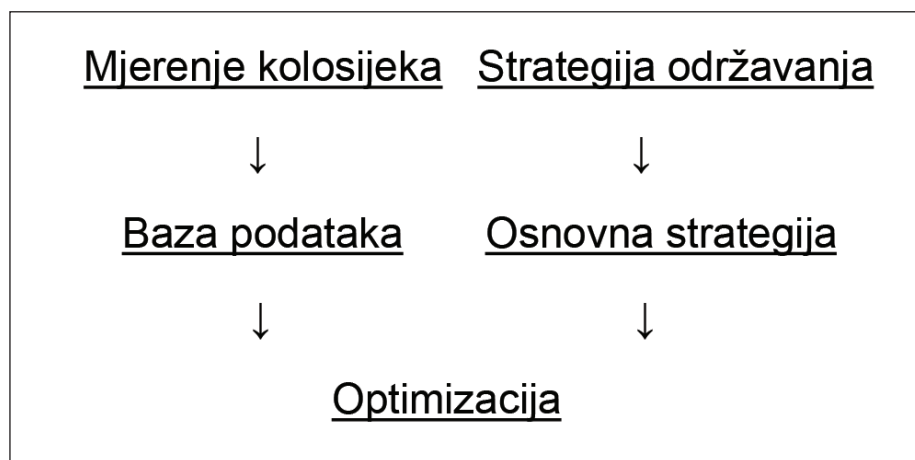 Mjerenje kolosijeka Strategija održavanja
↓ ↓
Baza podataka Osnovna strategija
↓ ↓
Optimizacija